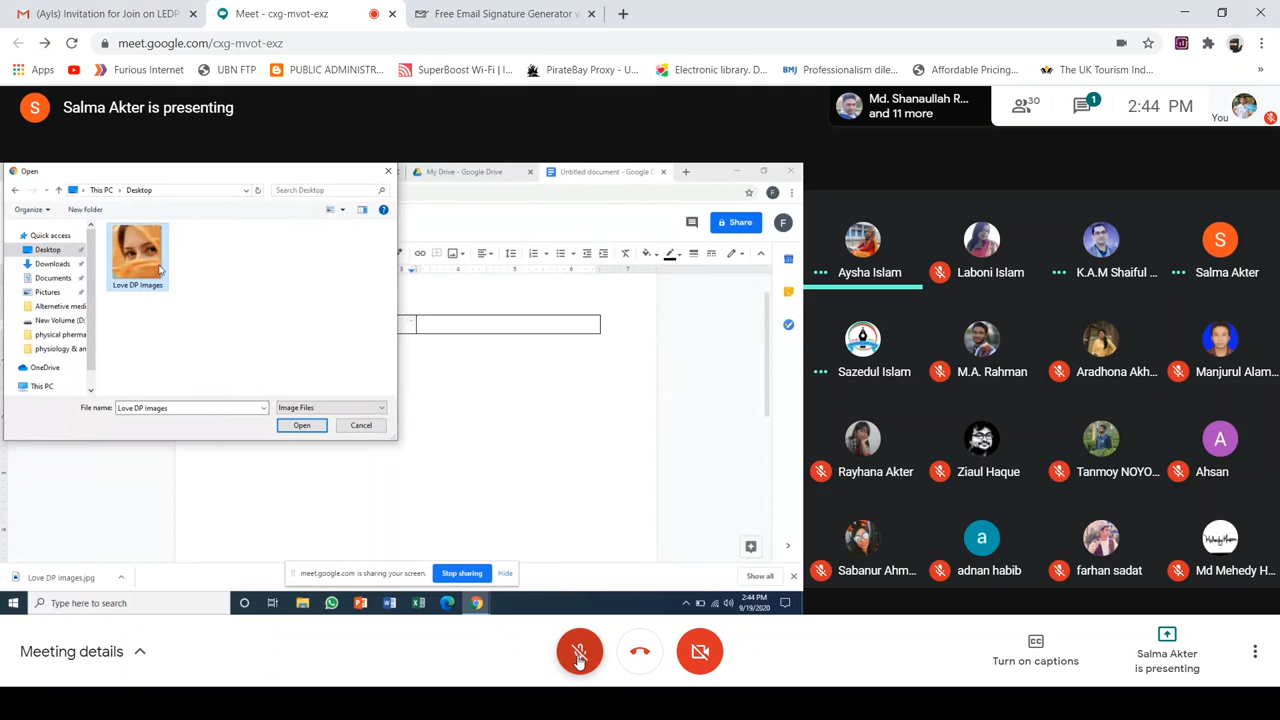 (Ayls) Invitation for Join on LEDP
Meet - cxg-mvot-exz
Free Email Signature Generator w
meet.google.com/cxg-mvot-exz
Apps
Furious Internet
UBN FTP
PUBLIC ADMINISTR...
SuperBoost Wi-Fi | I...
PirateBay Proxy - U...
Electronic library. D...
BMJ
Professionalism dile...
Affordable Pricing...
The UK Tourism Ind...
S
Salma Akter is presenting
Md. Shanaullah R...
and 11 more
30
1
2:44 PM
You
Open
My Drive - Google Drive
Untitled document - Google D
F
This PC
Desktop
Search Desktop
Organize
New folder
Share
F
Quick access
Desktop
Downloads
Documents
Pictures
Alternetive medi
New Volume (D:
physical pharma
physiology & an
OneDrive
This PC
Love DP Images
3
4
5
6
7
File name:
Love DP Images
Image Files
Open
Cancel
Aysha Islam
Laboni Islam
K.A.M Shaiful ...
S
Salma Akter
Sazedul Islam
M.A. Rahman
Aradhona Akh...
Manjurul Alam...
Rayhana Akter
Ziaul Haque
Tanmoy NOYO...
A
Ahsan
Sabanur Ahm...
a
adnan habib
farhan sadat
Md Mehedy H...
Love DP Images.jpg
meet.google.com is sharing your screen.
Stop sharing
Hide
Show all
Type here to search
2:44 PM
9/19/2020
Meeting details
Turn on captions
Salma Akter
is presenting